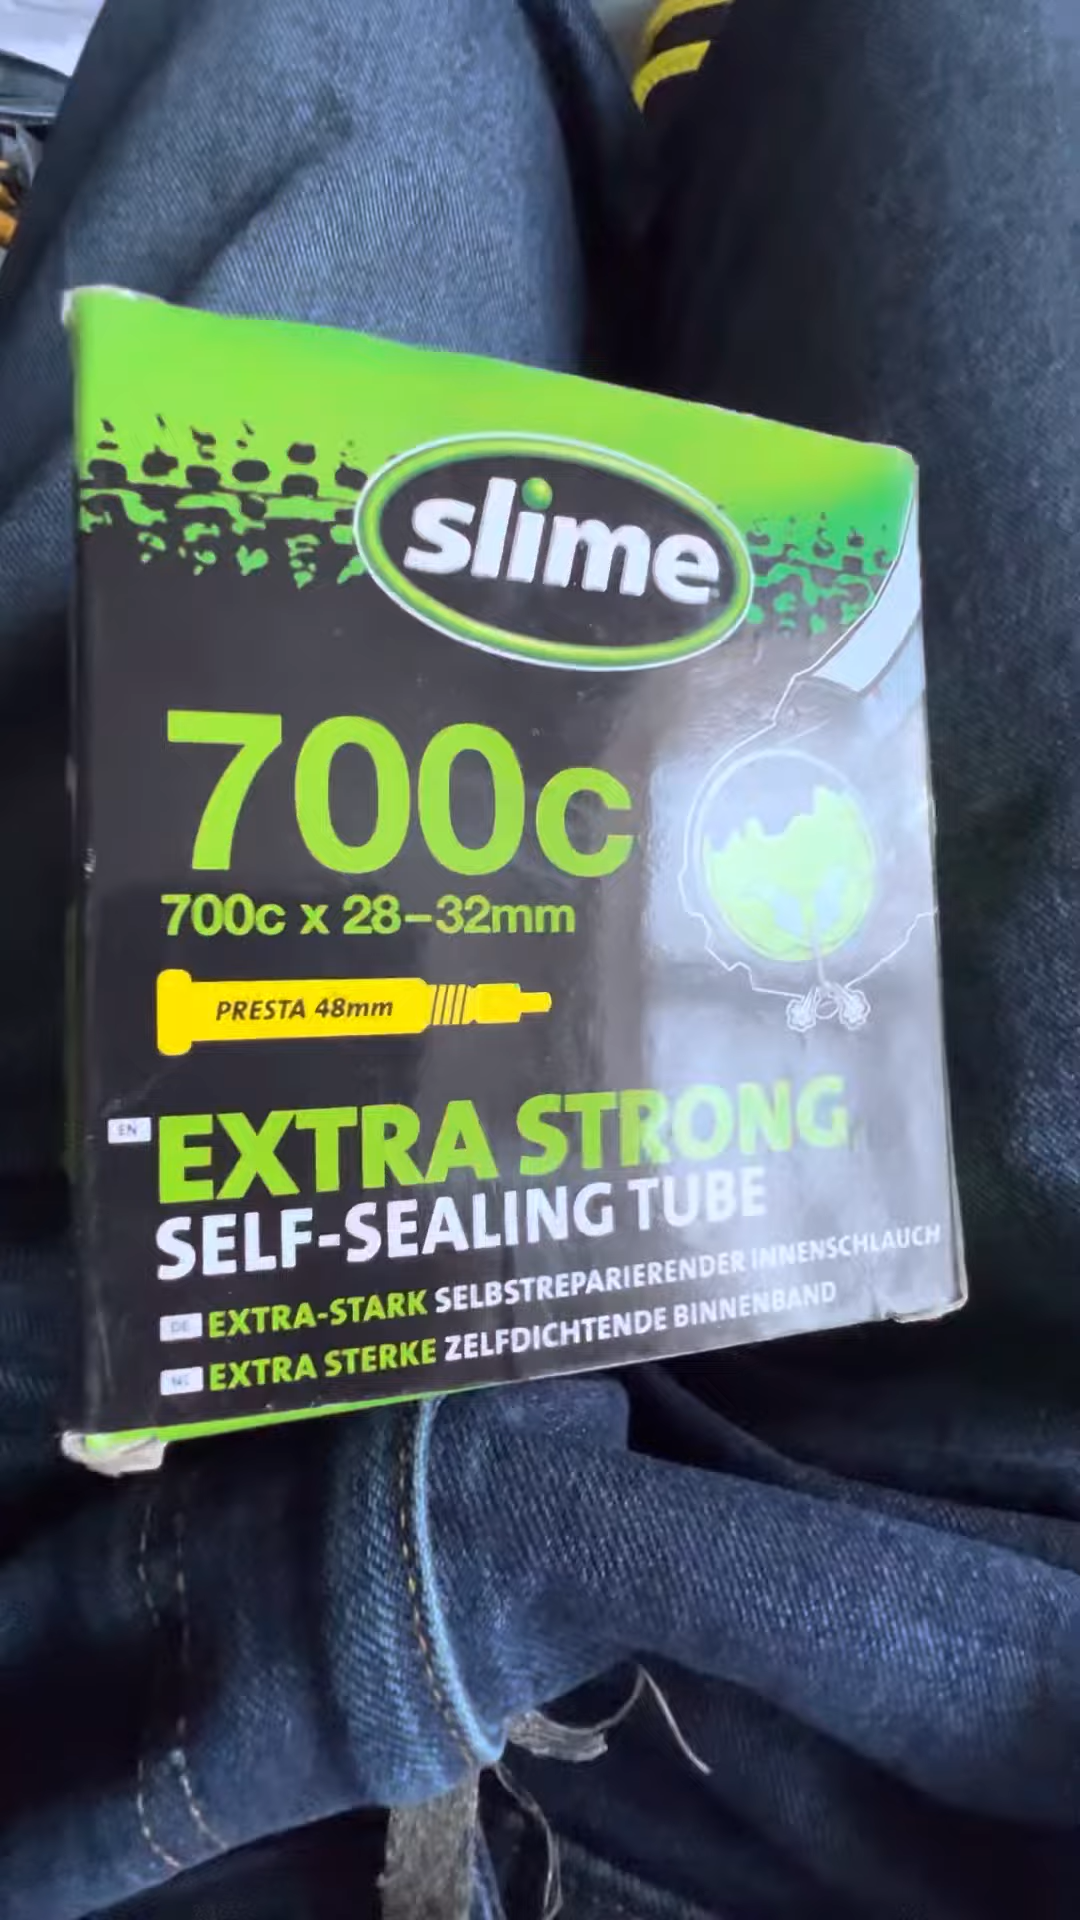 slime
700c
700c x 28-32mm
PRESTA 48mm
EN EXTRA STRONG
SELF-SEALING TUBE
DE EXTRA-STARK SELBSTREPARIERENDER INNENSCHLAUCH
EXTRA STERKE ZELFDICHTENDE BINNENBAND